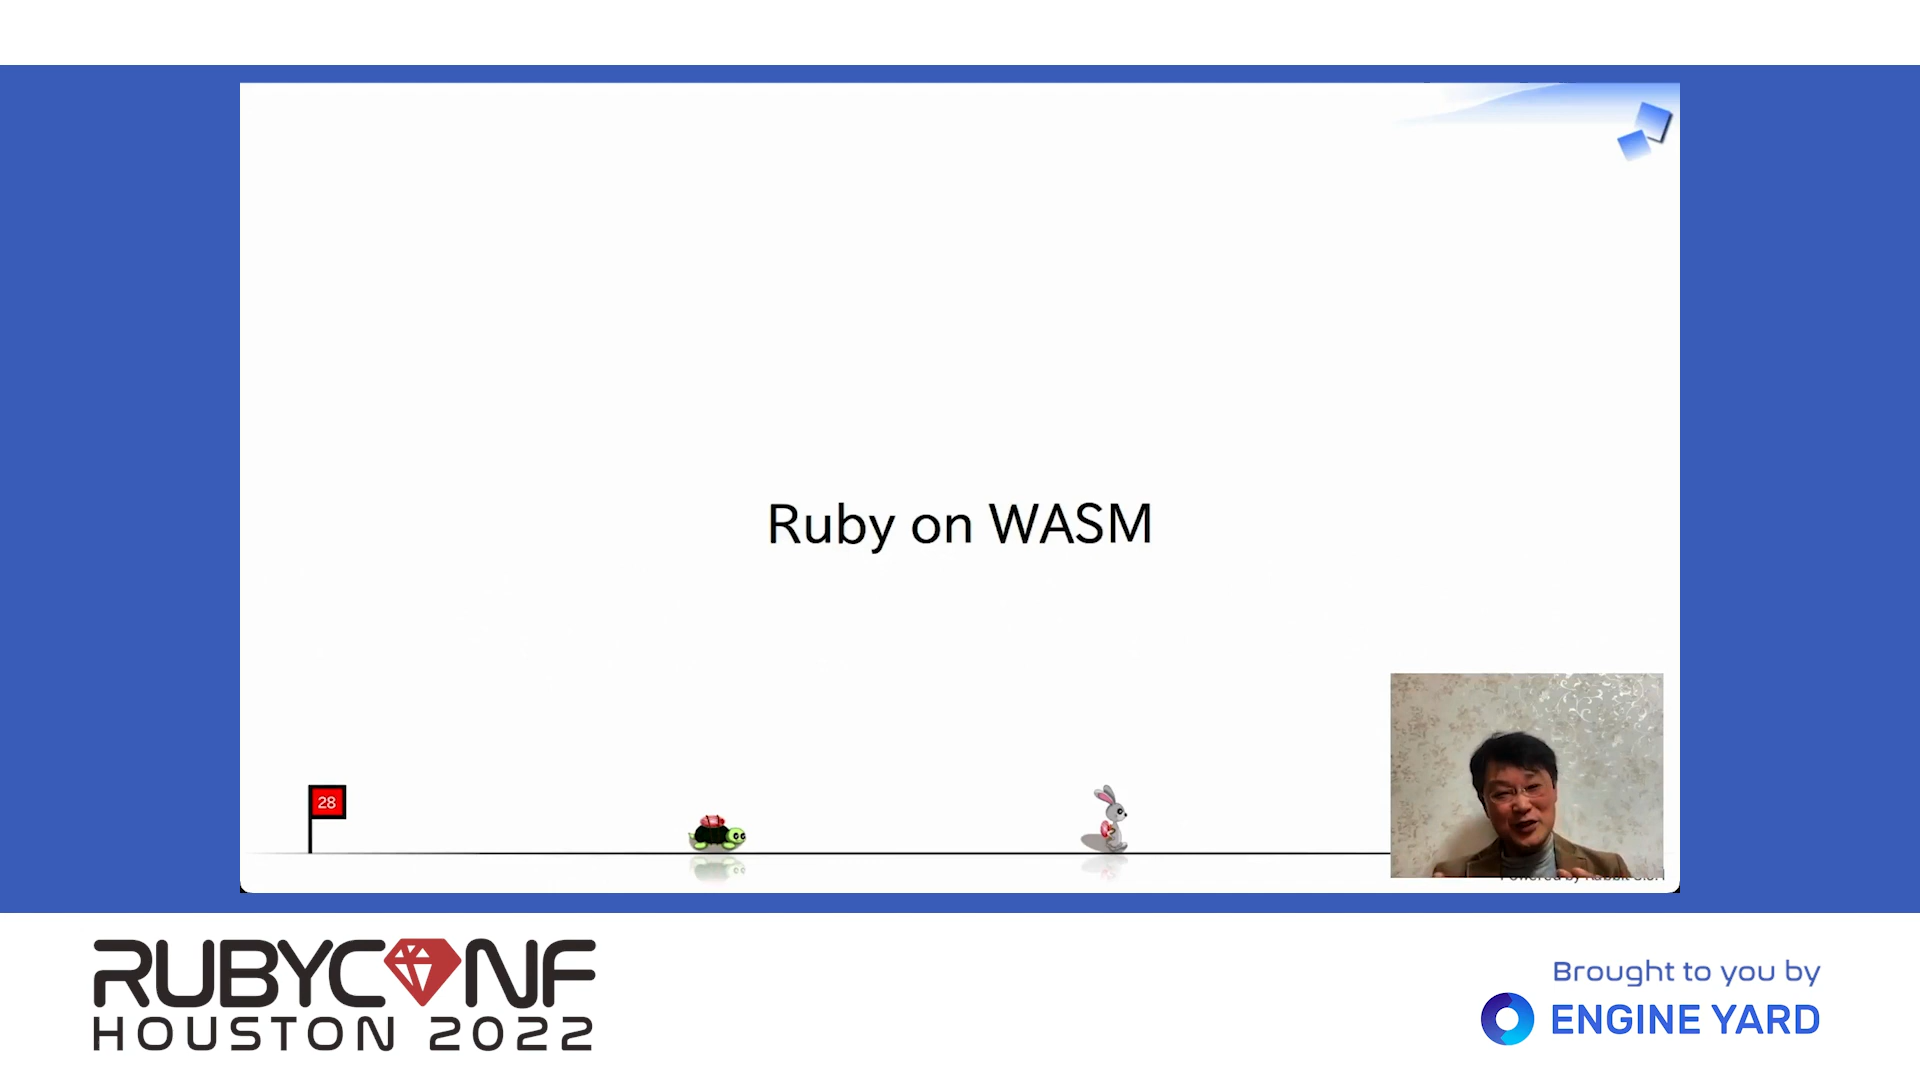 Ruby on WASM
28
RUBYCONF
HOUSTON 2022
Brought to you by
ENGINE YARD